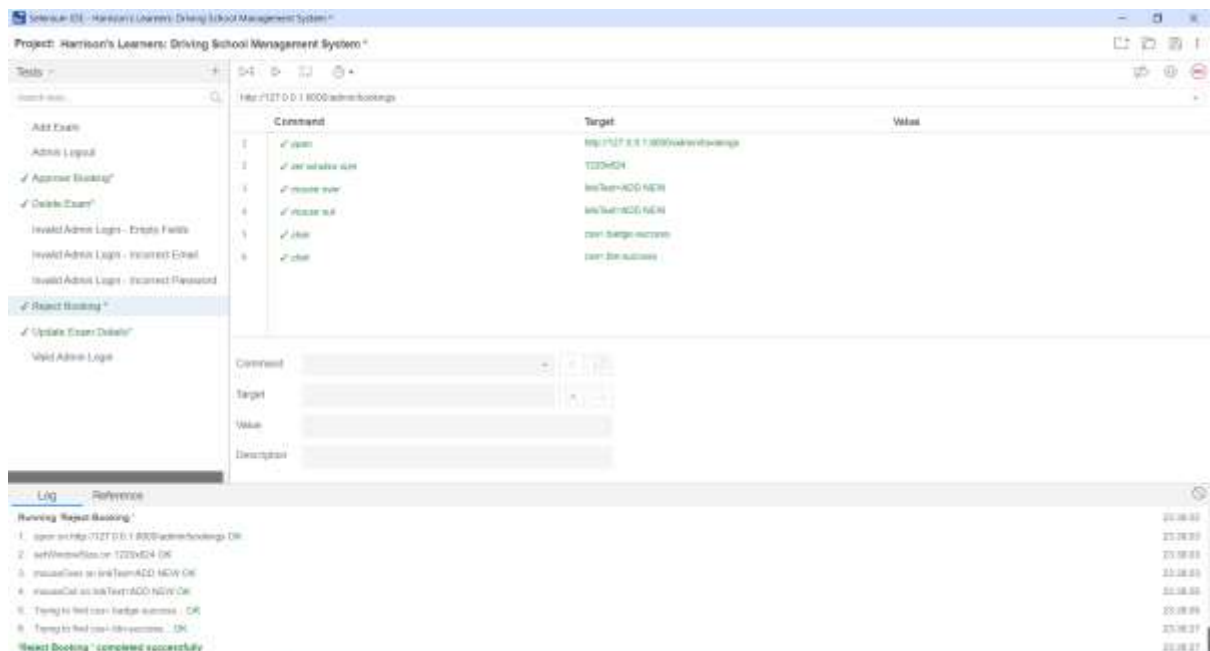 Selenium IDE - Harrison's Learners: Driving School Management System *
Project: Harrison's Learners: Driving School Management System *
Tests
Search tests...
http://127.0.0.1:8000/admin/bookings
Command Target Value
Add Exam
Admin Logout
✓ Approve Booking*
✓ Delete Exam*
Invalid Admin Login - Empty Fields
Invalid Admin Login - Incorrect Email
Invalid Admin Login - Incorrect Password
✓ Reject Booking *
✓ Update Exam Details*
Valid Admin Login
1 ✓ open http://127.0.0.1:8000/admin/bookings
2 ✓ set window size 1220x824
3 ✓ mouse over linkText=ADD NEW
4 ✓ mouse out linkText=ADD NEW
5 ✓ click css=.badge-success
6 ✓ click css=.btn-success
Command
Target
Value
Description
Log Reference
Running 'Reject Booking '
1. open on http://127.0.0.1:8000/admin/bookings OK
2. setWindowSize on 1220x824 OK
3. mouseOver on linkText=ADD NEW OK
4. mouseOut on linkText=ADD NEW OK
5. Trying to find css=.badge-success... OK
6. Trying to find css=.btn-success... OK
'Reject Booking ' completed successfully